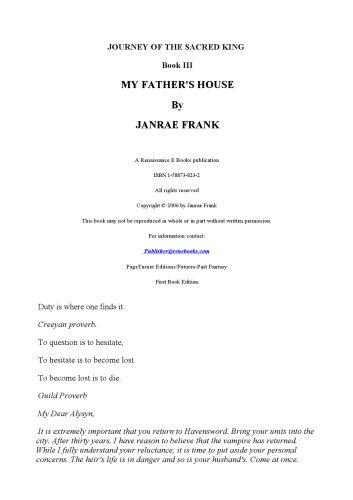 JOURNEY OF THE SACRED KING
Book III
MY FATHER'S HOUSE
By
JANRAE FRANK
A Renaissance E Books publication
ISBN 1-58873-823-2
All rights reserved
Copyright © 2006 by Janrae Frank
This book may not be reproduced in whole or in part without written permission.
For information contact:
Publisher@renebooks.com
PageTurner Editions/Futures-Past Fantasy
First Book Edition
Duty is where one finds it.
Creeyan proverb.
To question is to hesitate,
To hesitate is to become lost
To become lost is to die.
Guild Proverb
My Dear Alysyn,
It is extremely important that you return to Havensword. Bring your units into the
city. After thirty years, I have reason to believe that the vampire has returned.
While I fully understand your reluctance, it is time to put aside your personal
concerns. The heir's life is in danger and so is your husband's. Come at once.